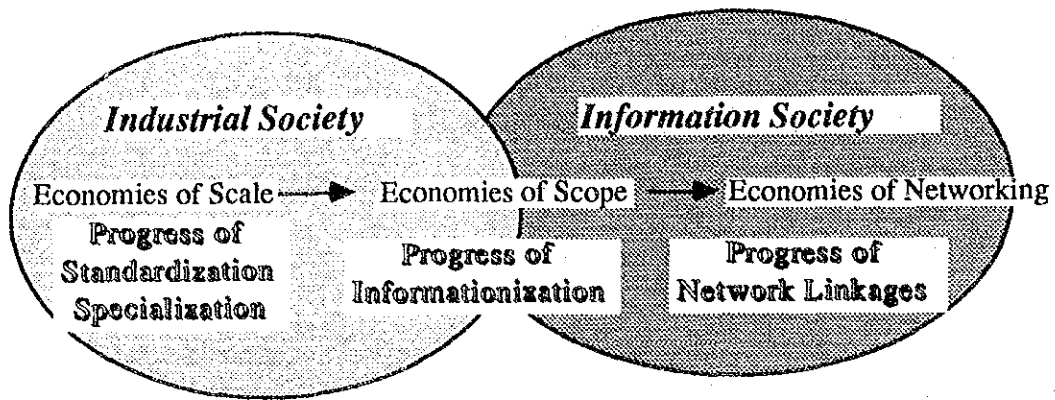 Industrial Society
Information Society
Economies of Scale
Economies of Scope
Economies of Networking
Progress of
Standardization
Specialization
Progress of
Informationization
Progress of
Network Linkages